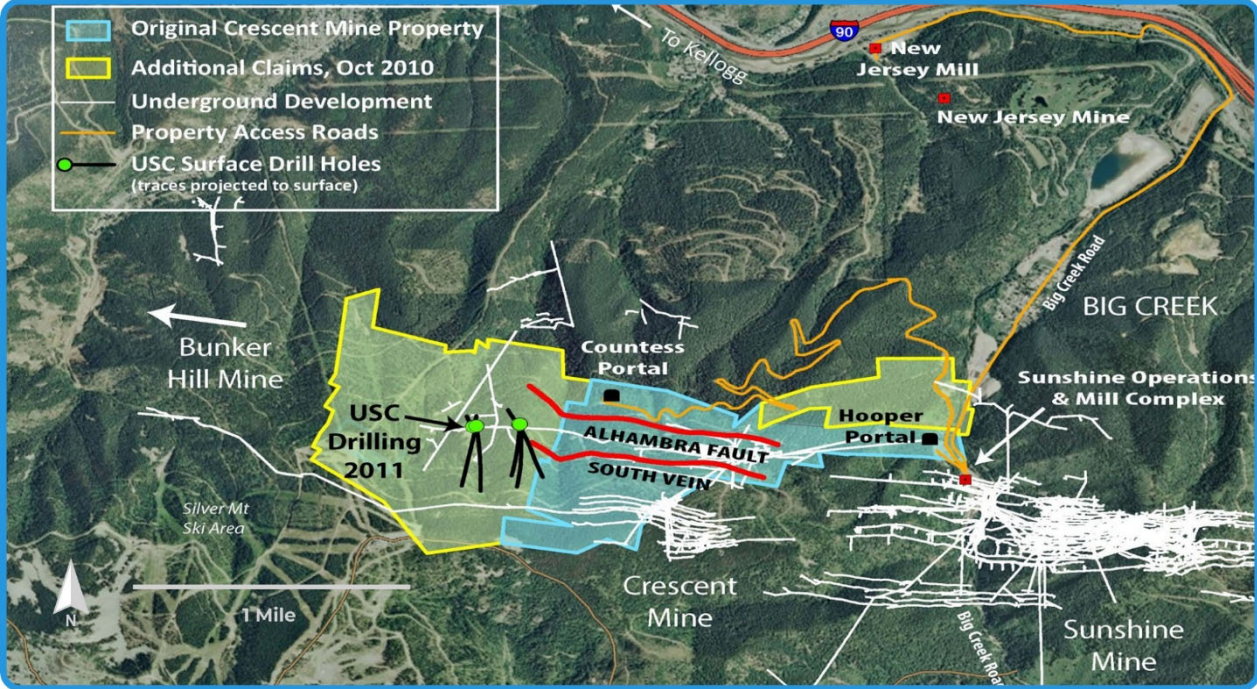 Original Crescent Mine Property
Additional Claims, Oct 2010
Underground Development
Property Access Roads
USC Surface Drill Holes
(traces projected to surface)
To Kellogg
90
New
Jersey Mill
New Jersey Mine
Big Creek Road
BIG CREEK
Bunker
Hill Mine
Countess
Portal
Sunshine Operations
& Mill Complex
USC
Drilling
2011
Hooper
Portal
ALHAMBRA FAULT
SOUTH VEIN
Silver Mt
Ski Area
Crescent
Mine
1 Mile
N
Big Creek Road
Sunshine
Mine